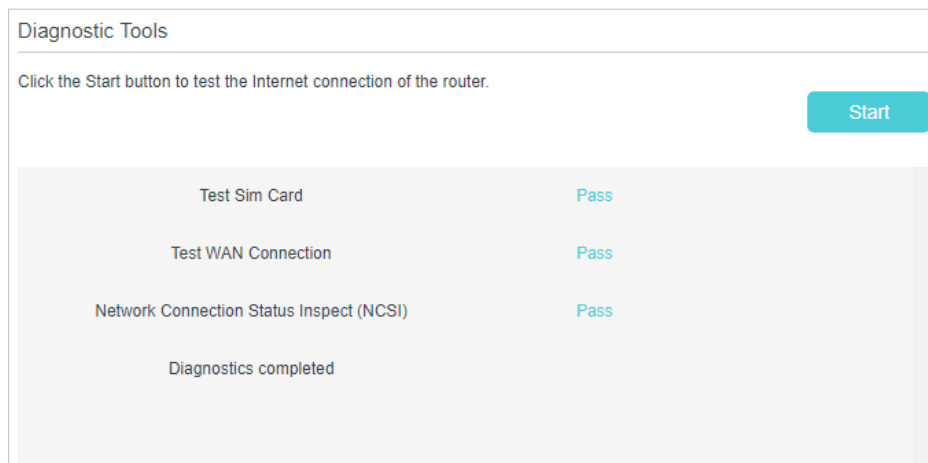 Diagnostic Tools
Click the Start button to test the Internet connection of the router.
Start
Test Sim Card Pass
Test WAN Connection Pass
Network Connection Status Inspect (NCSI) Pass
Diagnostics completed